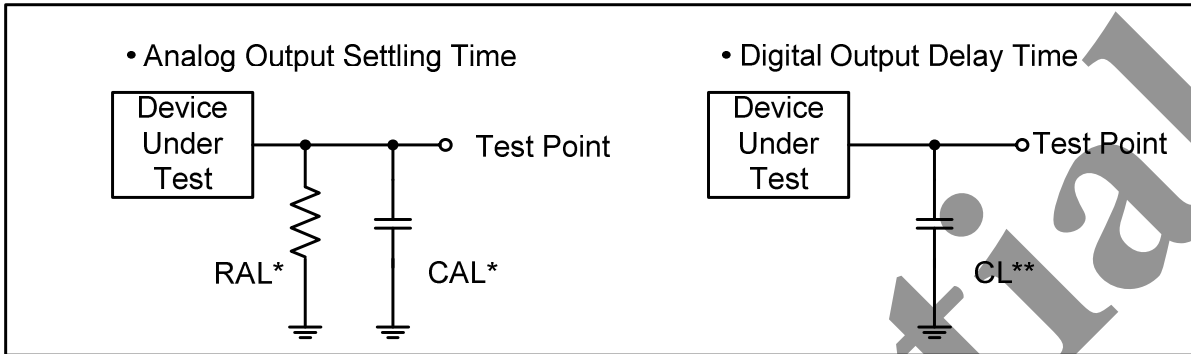 • Analog Output Settling Time
Device
Under
Test
Test Point
RAL*
CAL*
• Digital Output Delay Time
Device
Under
Test
Test Point
CL**
tial